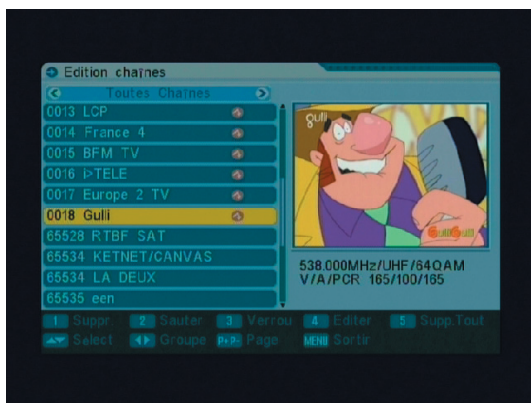 Edition chaînes
Toutes Chaînes
0013 LCP
0014 France 4
0015 BFM TV
0016 i>TELE
0017 Europe 2 TV
0018 Gulli
65528 RTBF SAT
65534 KETNET/CANVAS
65534 LA DEUX
65535 een
gulli
GulliGulli
538.000MHz/UHF/64QAM
V/A/PCR 165/100/165
1 Suppr 2 Sauter 3 Verrou 4 Editer 5 Supp.Tout
Select Groupe P+P- Page MENU Sortir